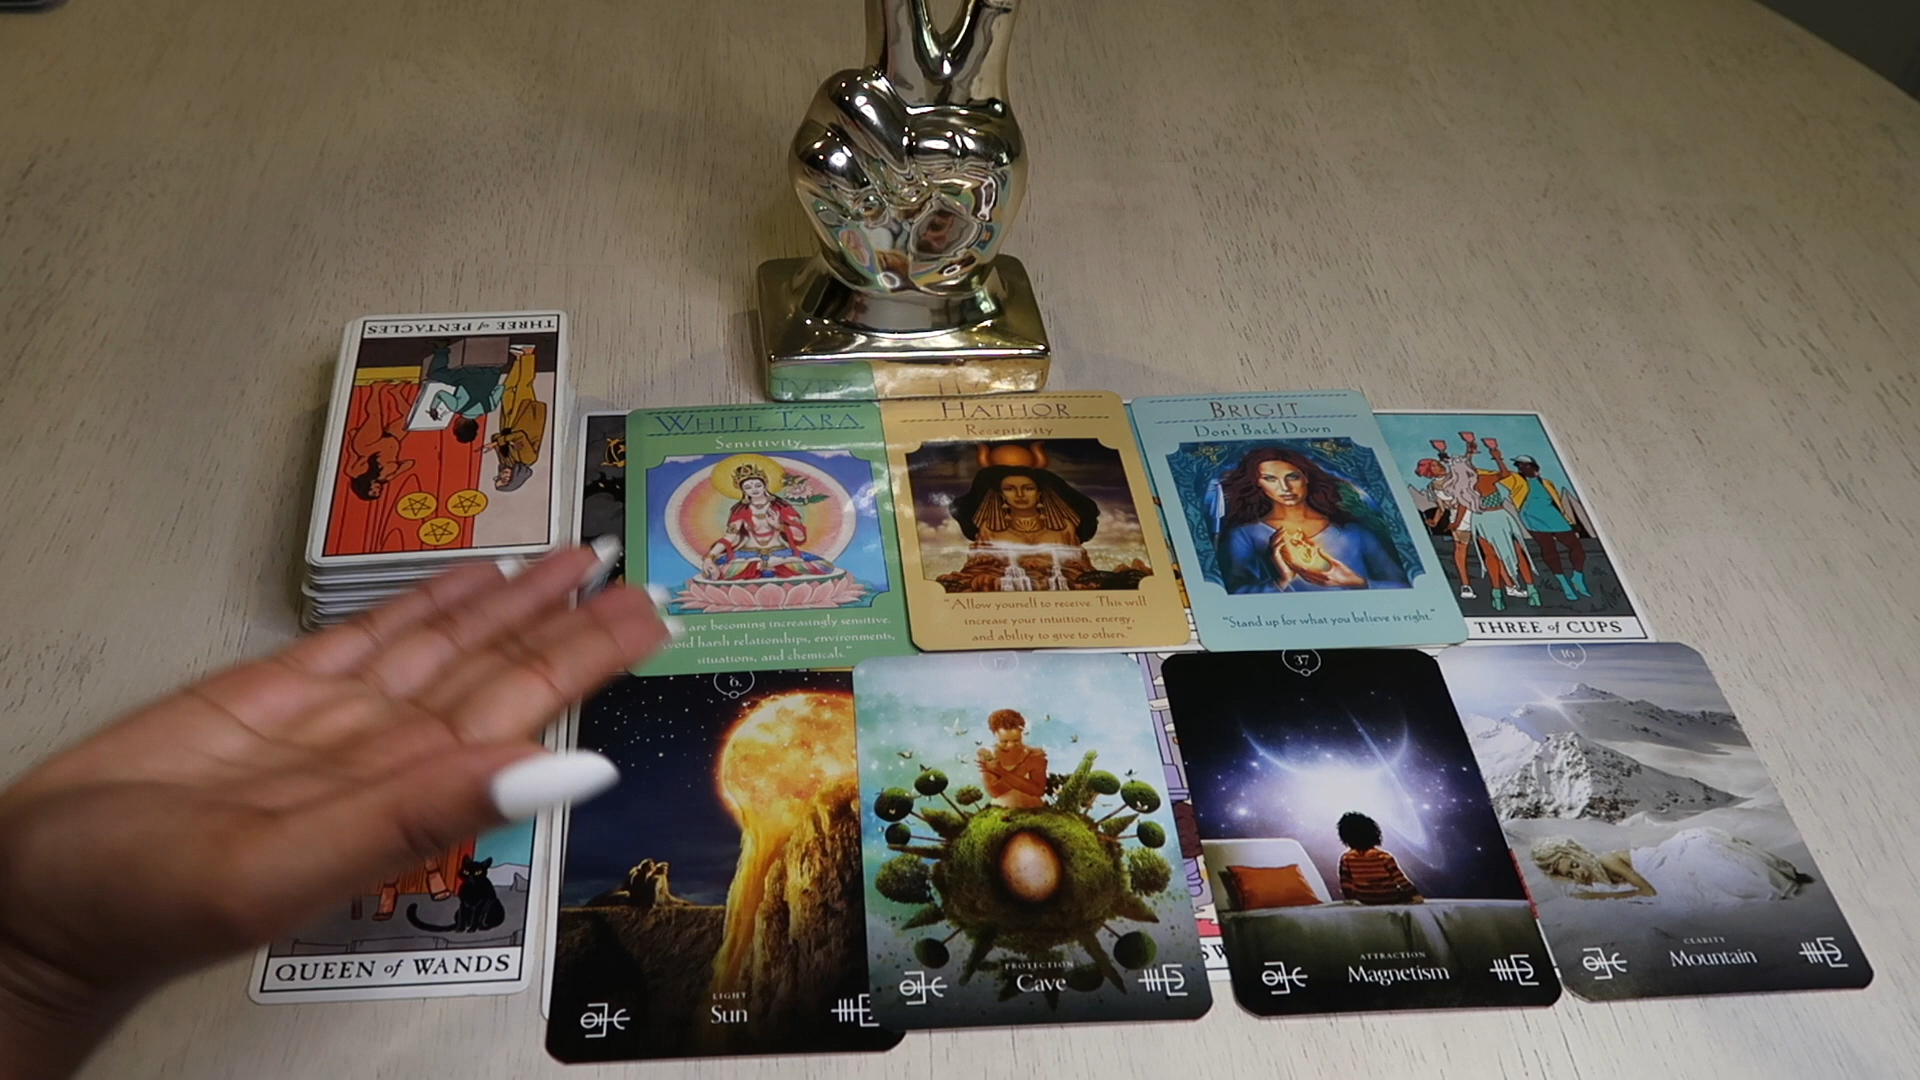 THREE of PENTACLES
WHITE TARA
Sensitivity
are becoming increasingly sensitive.
void harsh relationships, environments,
situations, and chemicals."
HATHOR
Receptivity
"Allow yourself to receive. This will
increase your intuition, energy,
and ability to give to others."
BRIGIT
Don't Back Down
"Stand up for what you believe is right."
THREE of CUPS
QUEEN of WANDS
6.
LIGHT
Sun
17
PROTECTION
Cave
37
ATTRACTION
Magnetism
16
CLARITY
Mountain